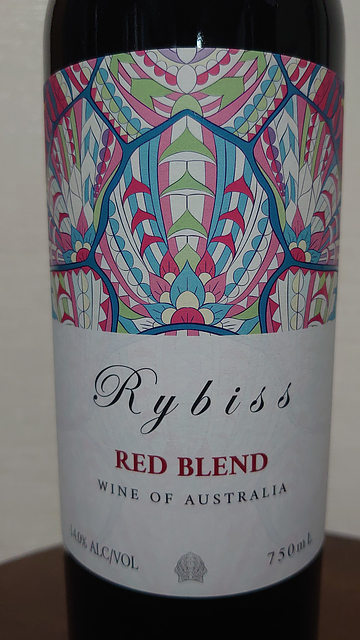 Rybiss
RED BLEND
WINE OF AUSTRALIA
14.0% ALC/VOL
750mL